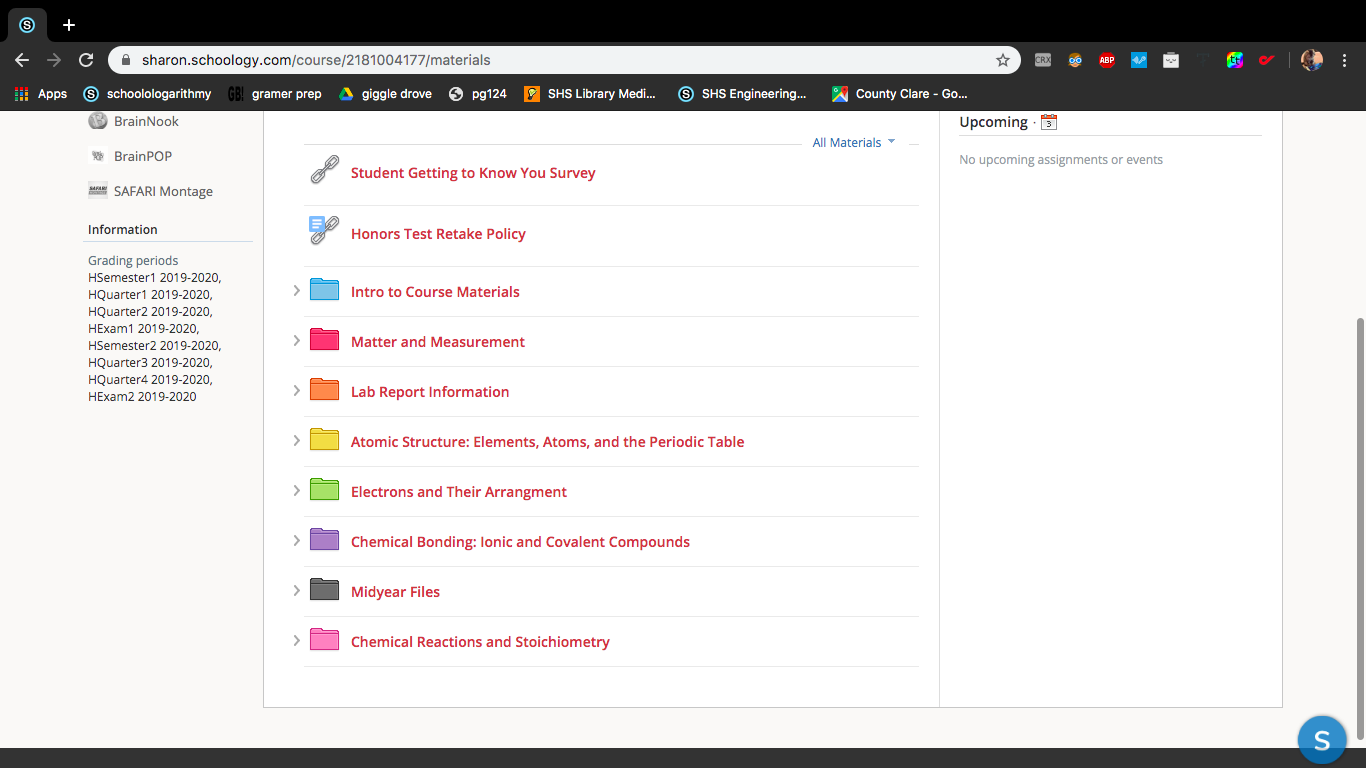 S
sharon.schoology.com/course/2181004177/materials
CRX
ABP
Apps
S
schoolologarithmy
GB!
gramer prep
giggle drove
pg124
SHS Library Medi...
S
SHS Engineering...
County Clare - Go...
BrainNook
BrainPOP
SAFARI
SAFARI Montage
Information
Grading periods
HSemester1 2019-2020,
HQuarter1 2019-2020,
HQuarter2 2019-2020,
HExam1 2019-2020,
HSemester2 2019-2020,
HQuarter3 2019-2020,
HQuarter4 2019-2020,
HExam2 2019-2020
All Materials
Student Getting to Know You Survey
Honors Test Retake Policy
Intro to Course Materials
Matter and Measurement
Lab Report Information
Atomic Structure: Elements, Atoms, and the Periodic Table
Electrons and Their Arrangment
Chemical Bonding: Ionic and Covalent Compounds
Midyear Files
Chemical Reactions and Stoichiometry
Upcoming · 3
No upcoming assignments or events
S